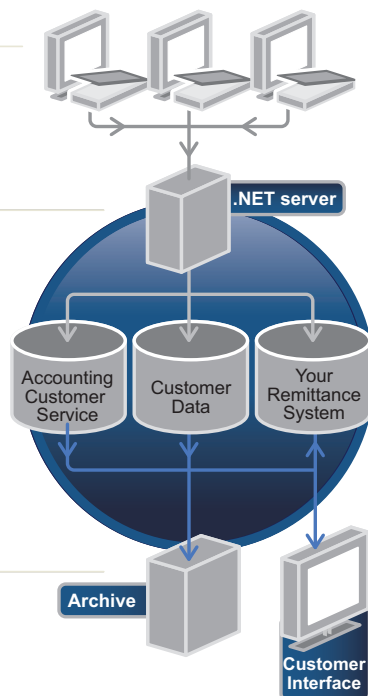 .NET server
Accounting
Customer
Service
Customer
Data
Your
Remittance
System
Archive
Customer
Interface